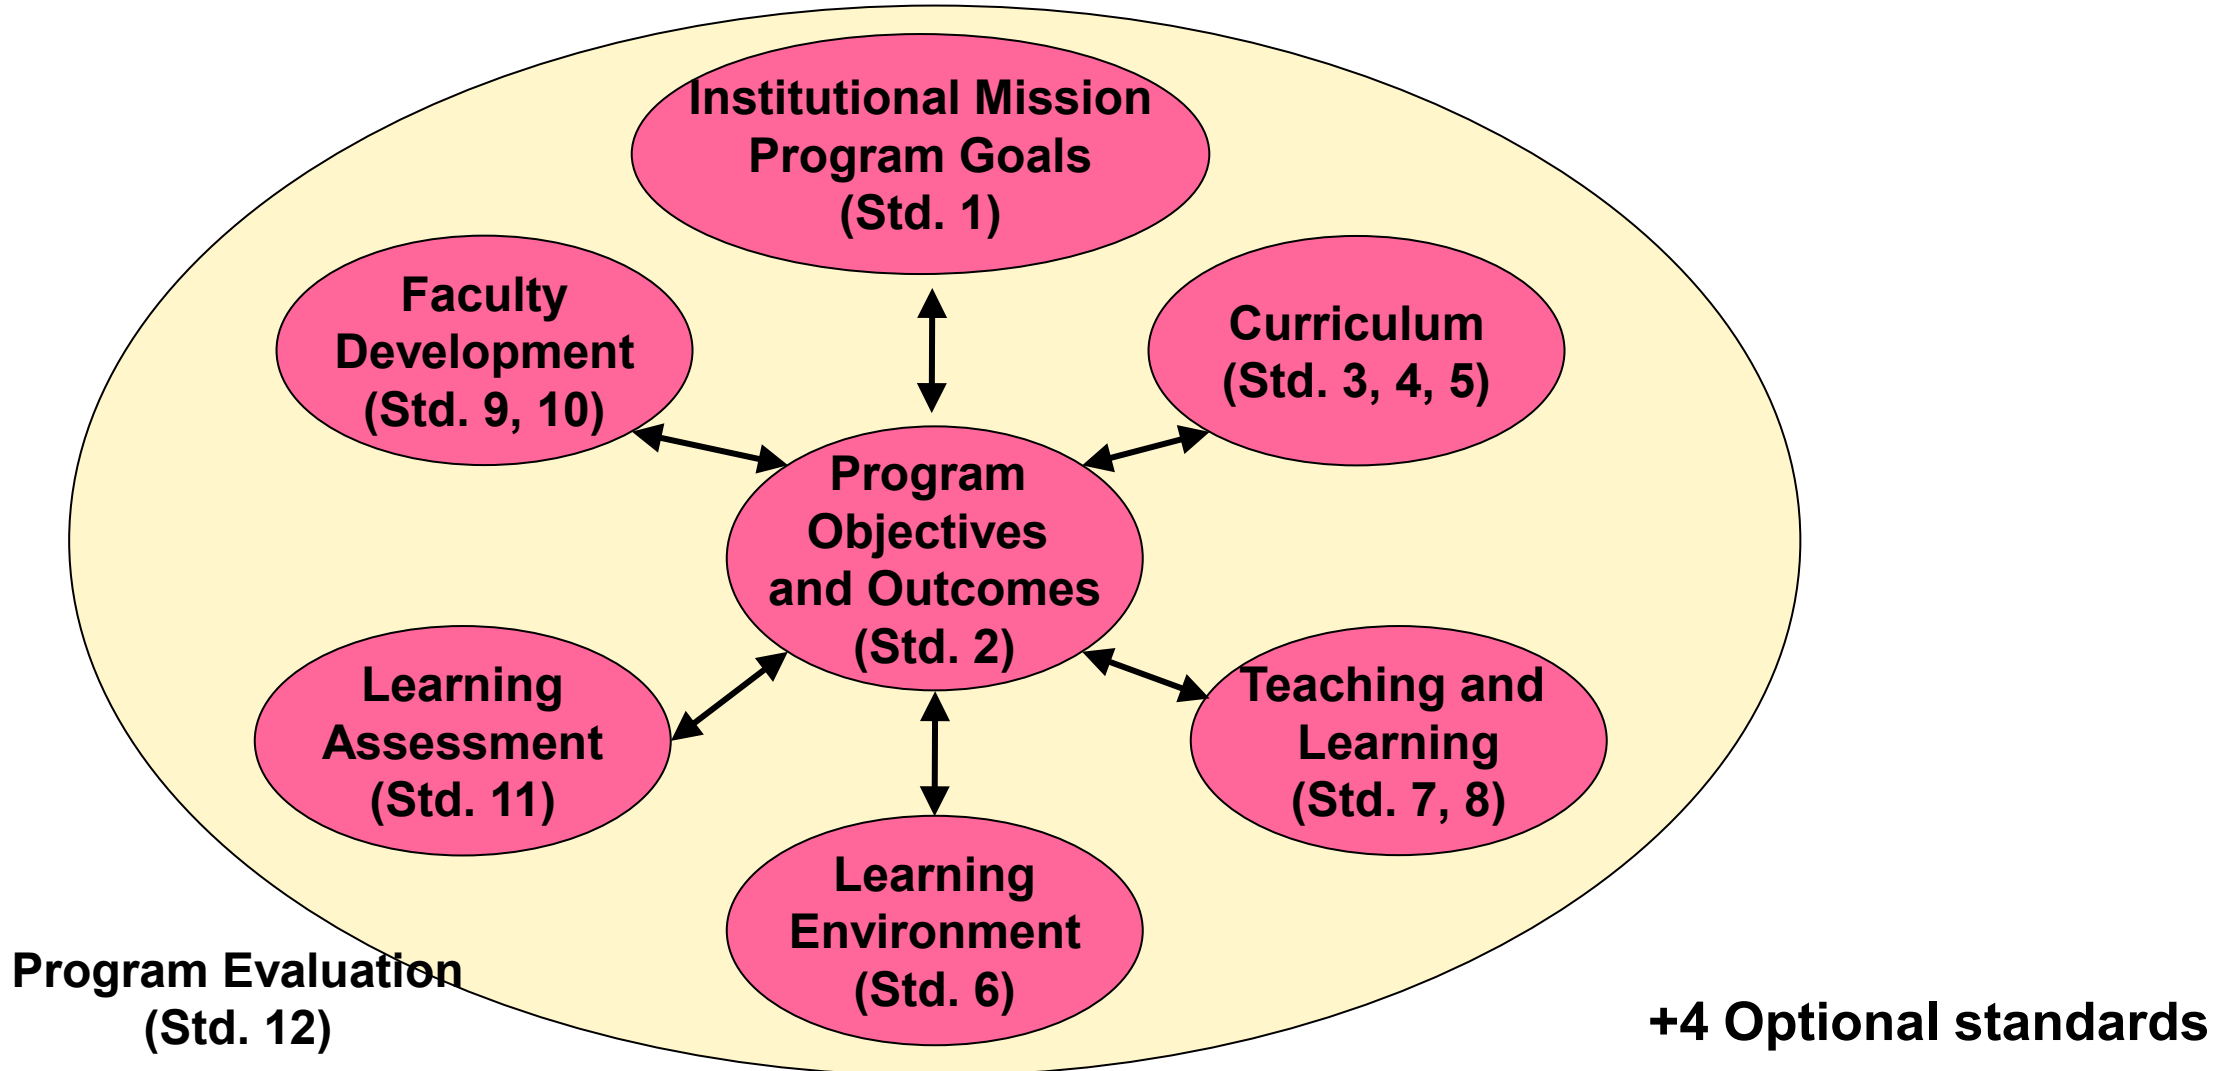 Institutional Mission
Program Goals
(Std. 1)
Faculty
Development
(Std. 9, 10)
Curriculum
(Std. 3, 4, 5)
Program
Objectives
and Outcomes
(Std. 2)
Learning
Assessment
(Std. 11)
Teaching and
Learning
(Std. 7, 8)
Learning
Environment
(Std. 6)
Program Evaluation
(Std. 12)
+4 Optional standards